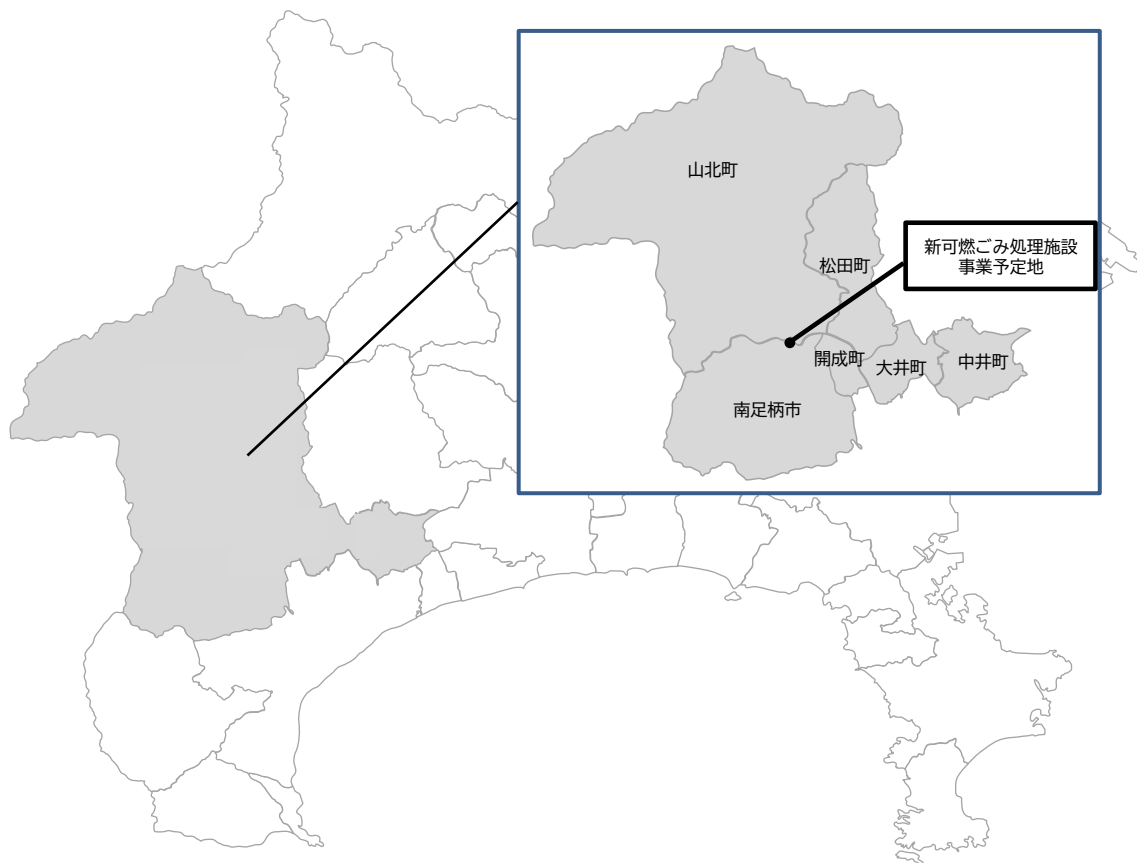 山北町
新可燃ごみ処理施設
事業予定地
松田町
開成町
大井町
中井町
南足柄市